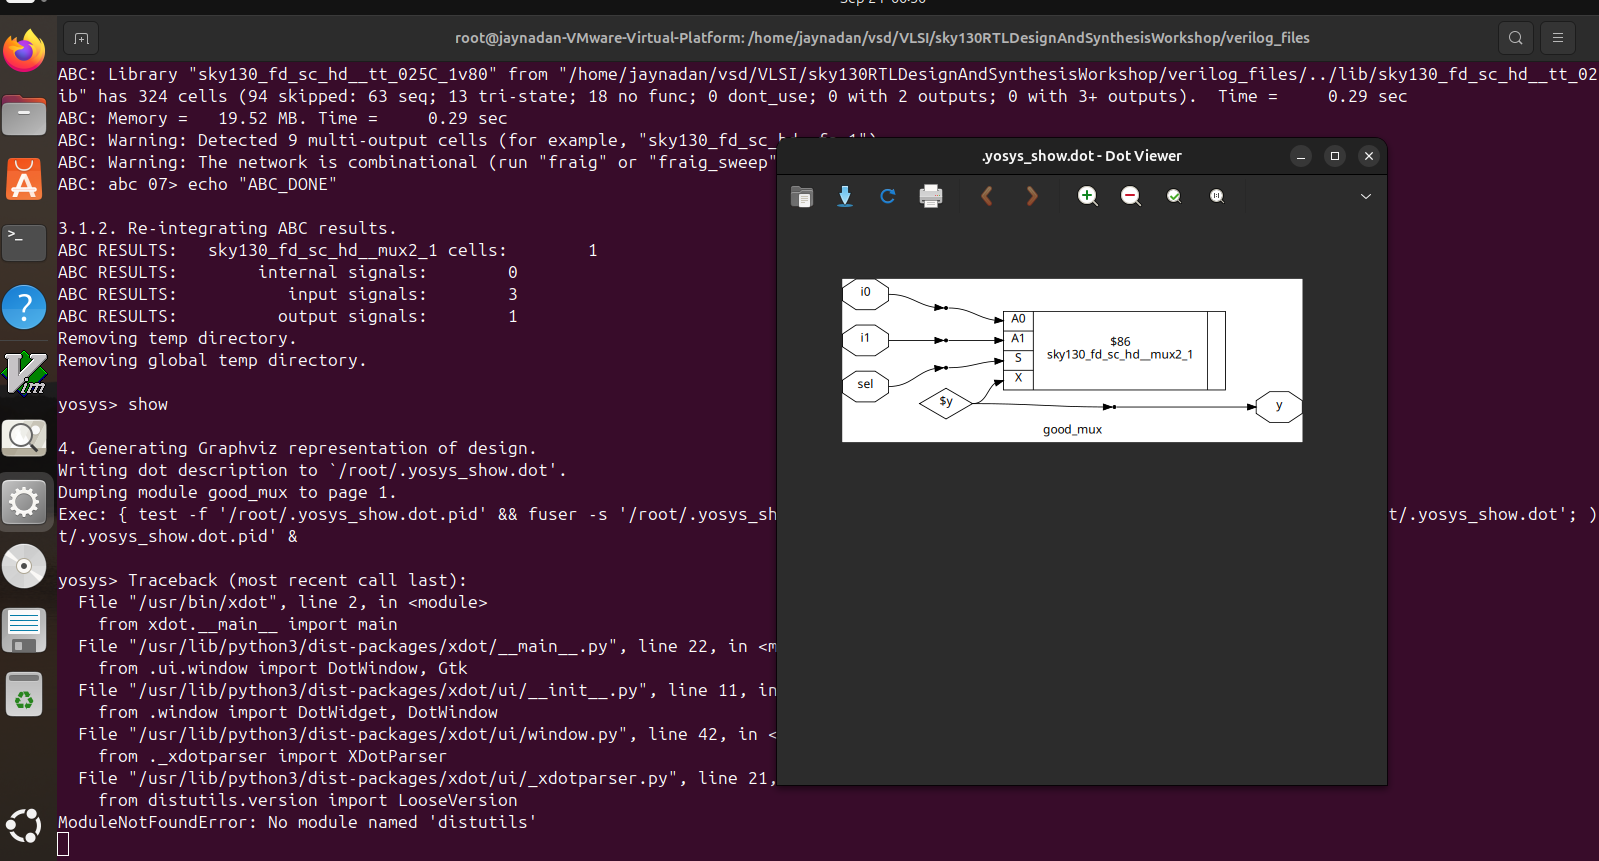 Sep 24 00:30
root@jaynadan-VMware-Virtual-Platform: /home/jaynadan/vsd/VLSI/sky130RTLDesignAndSynthesisWorkshop/verilog_files
ABC: Library "sky130_fd_sc_hd__tt_025C_1v80" from "/home/jaynadan/vsd/VLSI/sky130RTLDesignAndSynthesisWorkshop/verilog_files/../lib/sky130_fd_sc_hd__tt_02
ib" has 324 cells (94 skipped: 63 seq; 13 tri-state; 18 no func; 0 dont_use; 0 with 2 outputs; 0 with 3+ outputs).  Time =     0.29 sec
ABC: Memory =   19.52 MB. Time =     0.29 sec
ABC: Warning: Detected 9 multi-output cells (for example, "sky130_fd_sc_hd__fa_1")
ABC: Warning: The network is combinational (run "fraig" or "fraig_sweep"
ABC: abc 07> echo "ABC_DONE"
3.1.2. Re-integrating ABC results.
ABC RESULTS:   sky130_fd_sc_hd__mux2_1 cells:        1
ABC RESULTS:        internal signals:        0
ABC RESULTS:           input signals:        3
ABC RESULTS:          output signals:        1
Removing temp directory.
Removing global temp directory.
yosys> show
4. Generating Graphviz representation of design.
Writing dot description to `/root/.yosys_show.dot'.
Dumping module good_mux to page 1.
Exec: { test -f '/root/.yosys_show.dot.pid' && fuser -s '/root/.yosys_sh
t/.yosys_show.dot'; )
t/.yosys_show.dot.pid' &
yosys> Traceback (most recent call last):
File "/usr/bin/xdot", line 2, in <module>
from xdot.__main__ import main
File "/usr/lib/python3/dist-packages/xdot/__main__.py", line 22, in <m
from .ui.window import DotWindow, Gtk
File "/usr/lib/python3/dist-packages/xdot/ui/__init__.py", line 11, in
from .window import DotWidget, DotWindow
File "/usr/lib/python3/dist-packages/xdot/ui/window.py", line 42, in <
from ._xdotparser import XDotParser
File "/usr/lib/python3/dist-packages/xdot/ui/_xdotparser.py", line 21,
from distutils.version import LooseVersion
ModuleNotFoundError: No module named 'distutils'
.yosys_show.dot - Dot Viewer
i0
i1
sel
A0
A1
S
X
$86
sky130_fd_sc_hd__mux2_1
$y
y
good_mux